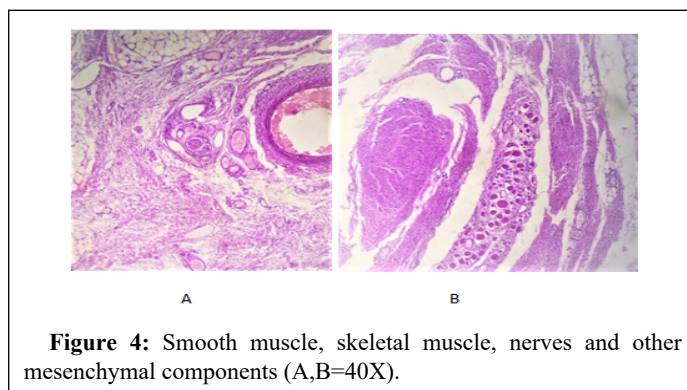 A
B
Figure 4: Smooth muscle, skeletal muscle, nerves and other
mesenchymal components (A,B=40X).